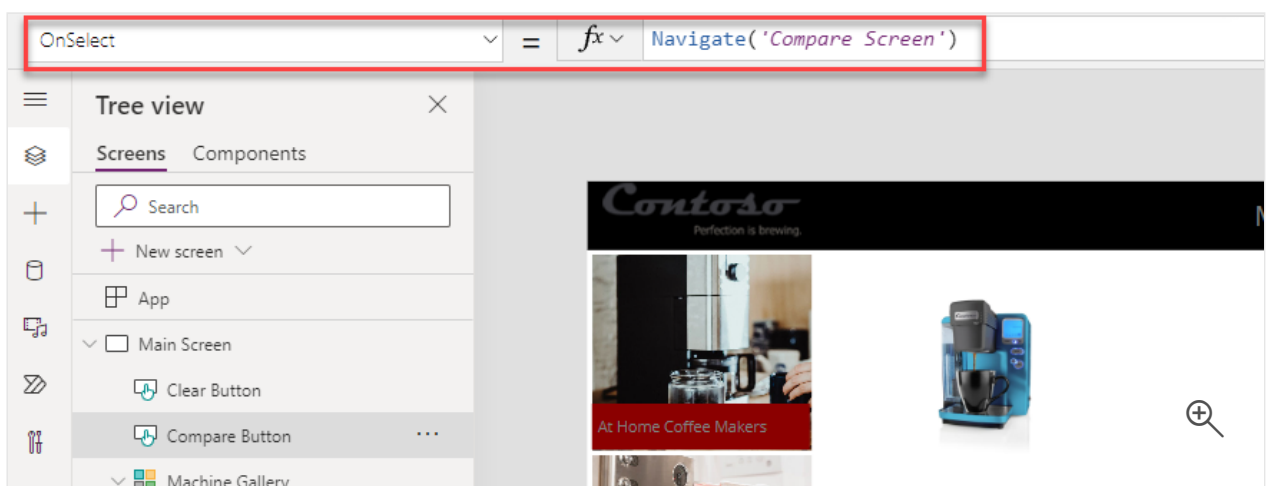 OnSelect = fx Navigate('Compare Screen')
Tree view
Screens Components
Search
New screen
App
Main Screen
Clear Button
Compare Button ...
Machine Gallery
Contoso
Perfection is brewing.
At Home Coffee Makers